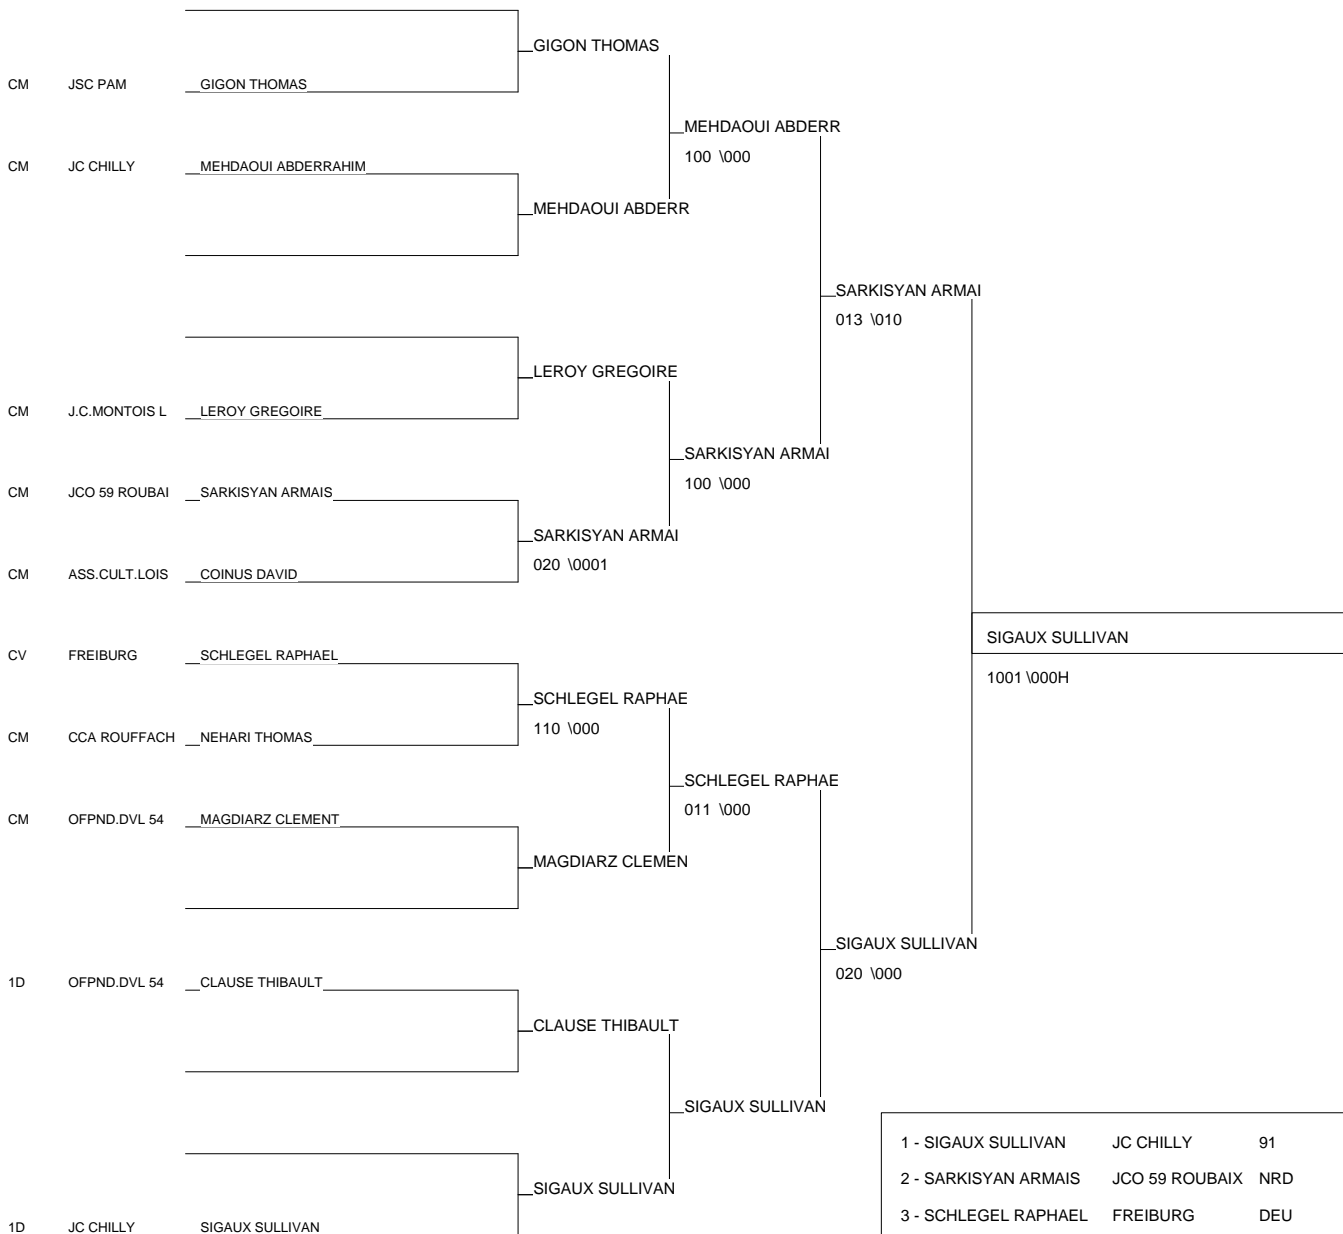 GIGON THOMAS
CM JSC PAM GIGON THOMAS
MEHDAOUI ABDERR
100 \000
CM JC CHILLY MEHDAOUI ABDERRAHIM
MEHDAOUI ABDERR
SARKISYAN ARMAI
013 \010
LEROY GREGOIRE
CM J.C.MONTOIS L LEROY GREGOIRE
SARKISYAN ARMAI
100 \000
CM JCO 59 ROUBAI SARKISYAN ARMAIS
SARKISYAN ARMAI
020 \0001
CM ASS.CULT.LOIS COINUS DAVID
SIGAUX SULLIVAN
1001 \000H
CV FREIBURG SCHLEGEL RAPHAEL
SCHLEGEL RAPHAE
110 \000
CM CCA ROUFFACH NEHARI THOMAS
SCHLEGEL RAPHAE
011 \000
CM OFPND.DVL 54 MAGDIARZ CLEMENT
MAGDIARZ CLEMEN
SIGAUX SULLIVAN
020 \000
1D OFPND.DVL 54 CLAUSE THIBAULT
CLAUSE THIBAULT
SIGAUX SULLIVAN
SIGAUX SULLIVAN
1D JC CHILLY SIGAUX SULLIVAN
1 - SIGAUX SULLIVAN JC CHILLY 91
2 - SARKISYAN ARMAIS JCO 59 ROUBAIX NRD
3 - SCHLEGEL RAPHAEL FREIBURG DEU